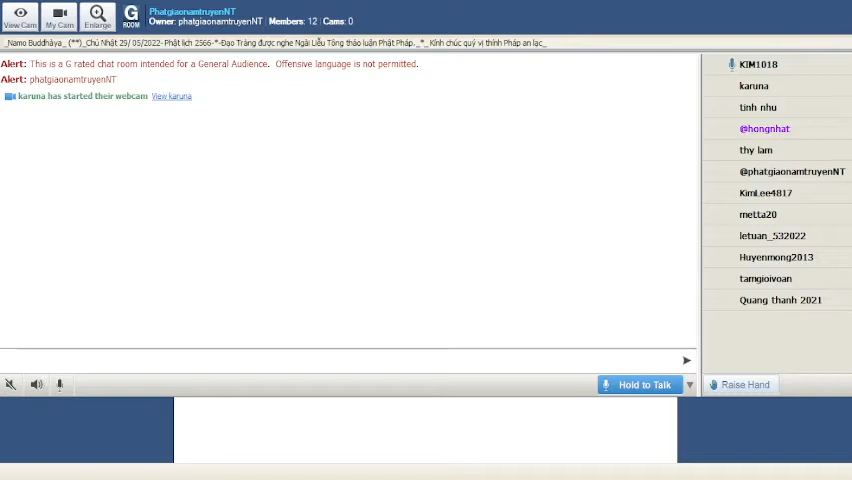 PhatgiaonamtruyenNT
Owner: phatgiaonamtruyenNT | Members: 12 | Cams: 0
View Cam
My Cam
Enlarge
G
ROOM
_Namo Buddhàya_ (**)_Chủ Nhật 29/ 05/2022- Phật lịch 2566-*-Đạo Tràng được nghe Ngài Liễu Tông thảo luận Phật Pháp._*_ Kính chúc quý vị thính Pháp an lạc_
Alert: This is a G rated chat room intended for a General Audience. Offensive language is not permitted.
Alert: phatgiaonamtruyenNT
karuna has started their webcam View karuna
KIM1018
karuna
tinh nhu
@hongnhat
thy lam
@phatgiaonamtruyenNT
KimLee4817
metta20
letuan_532022
Huyenmong2013
tamgioivoan
Quang thanh 2021
Hold to Talk
Raise Hand